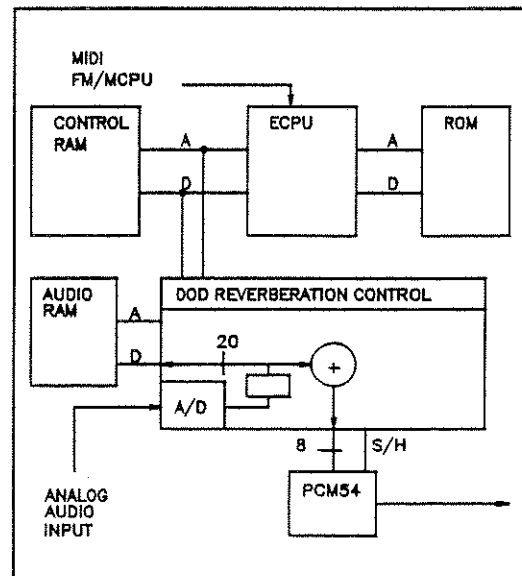 MIDI
FM/MCPU
CONTROL
RAM
A
D
ECPU
A
D
ROM
AUDIO
RAM
A
D
DOD REVERBERATION CONTROL
20
+
A/D
8
S/H
ANALOG
AUDIO
INPUT
PCM54